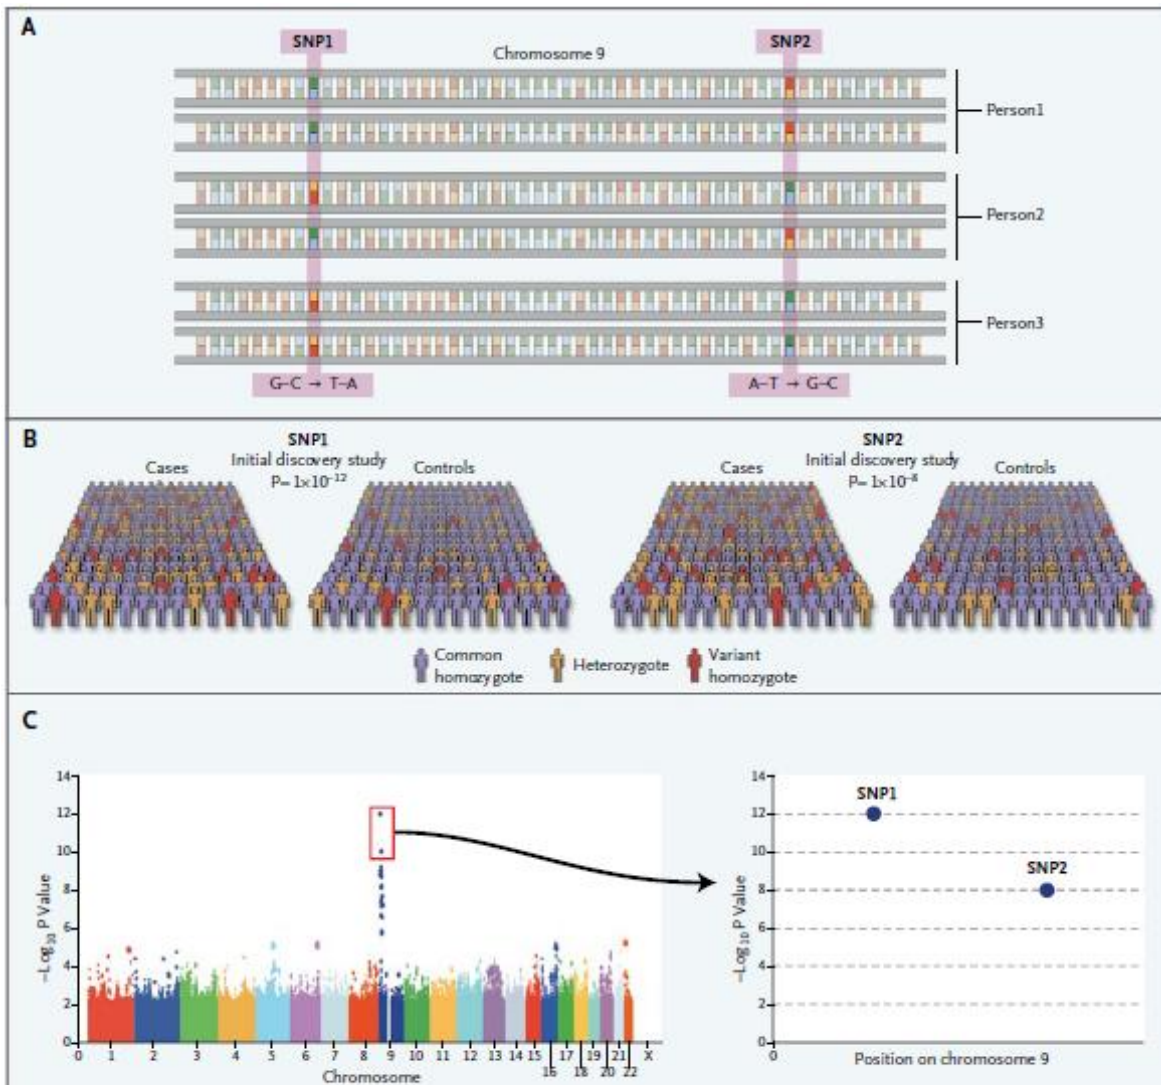 A
SNP1
SNP2
Chromosome 9
Person1
Person2
Person3
G–C → T–A
A–T → G–C
B
SNP1
Initial discovery study
P=1×10⁻¹²
Cases
Controls
SNP2
Initial discovery study
P=1×10⁻⁸
Cases
Controls
Common
homozygote
Heterozygote
Variant
homozygote
C
14
12
10
8
6
4
2
0
−Log₁₀ P Value
0 1 2 3 4 5 6 7 8 9 10 11 12 13 14 15 16 17 18 19 20 21 22 X
Chromosome
14
12
10
8
6
4
2
0
−Log₁₀ P Value
SNP1
SNP2
0
Position on chromosome 9